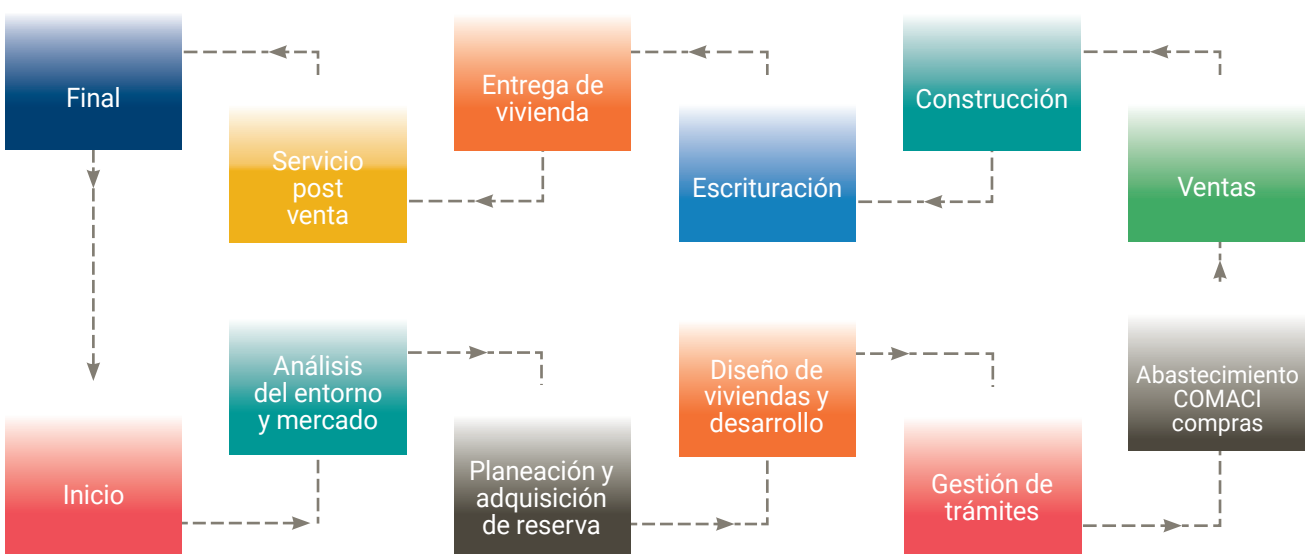 Final
Servicio
post
venta
Entrega de
vivienda
Escrituración
Construcción
Ventas
Inicio
Análisis
del entorno
y mercado
Planeación y
adquisición
de reserva
Diseño de
viviendas y
desarrollo
Gestión de
trámites
Abastecimiento
COMACI
compras